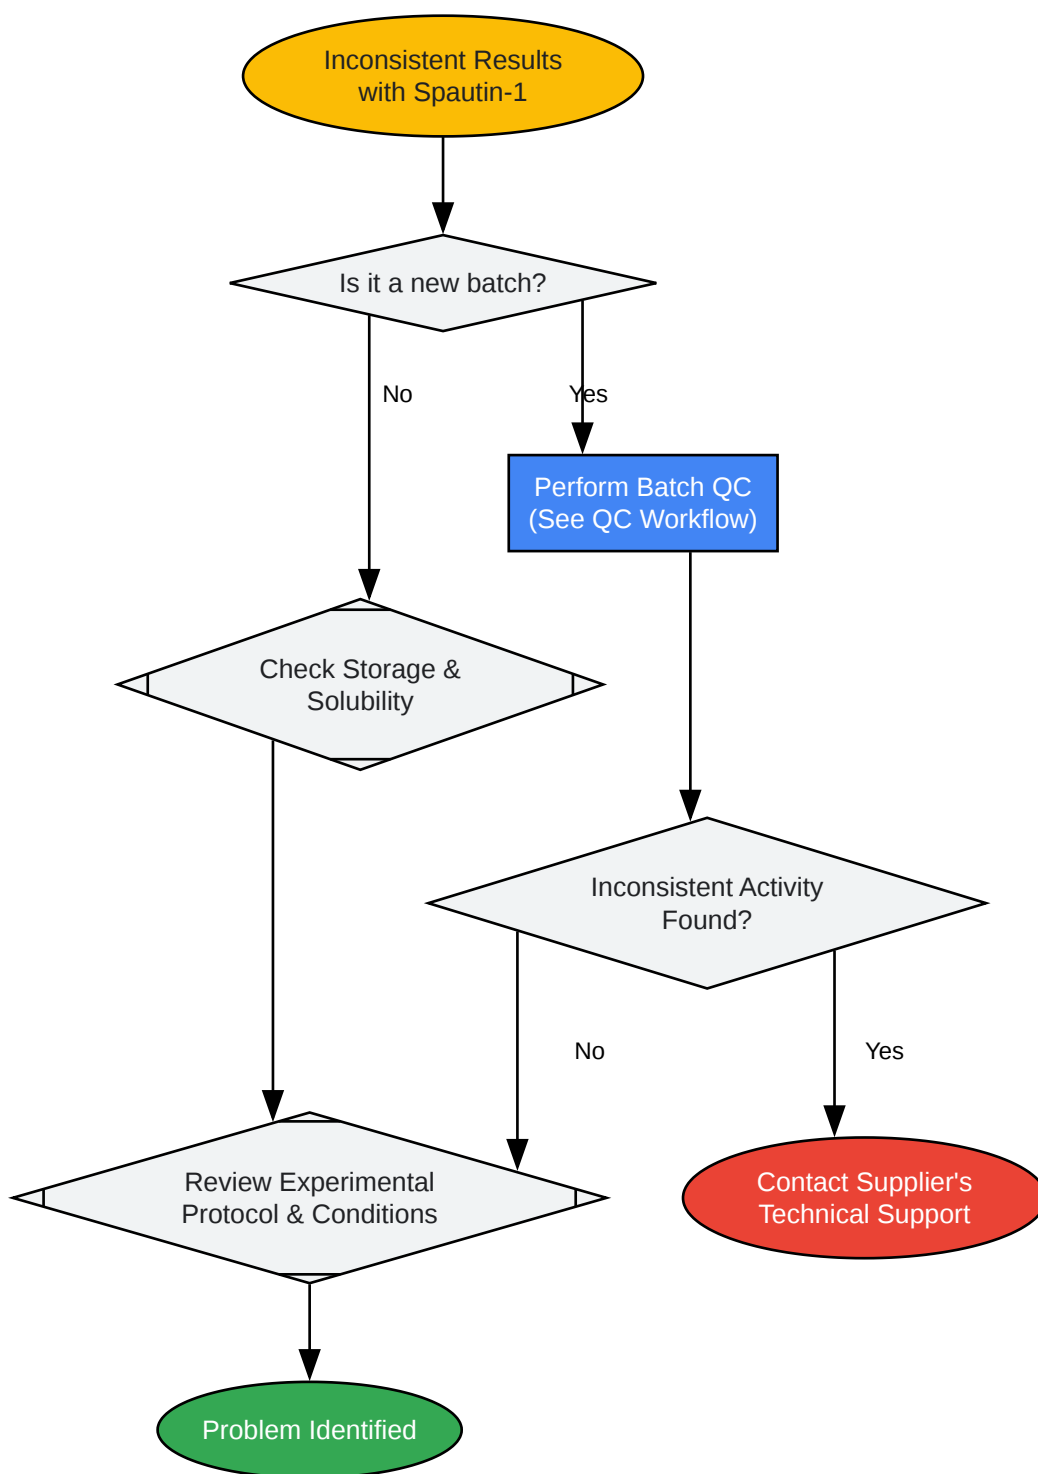 Inconsistent Results
with Spautin-1
Is it a new batch?
No
Yes
Perform Batch QC
(See QC Workflow)
Check Storage &
Solubility
Inconsistent Activity
Found?
No
Yes
Review Experimental
Protocol & Conditions
Contact Supplier's
Technical Support
Problem Identified